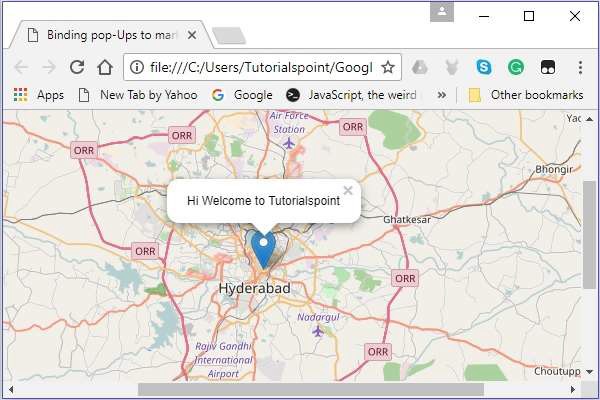 Binding pop-Ups to mar
file:///C:/Users/Tutorialspoint/Googl
Apps
New Tab by Yahoo
Google
JavaScript, the weird
»
Other bookmarks
Air Force
Station
ORR
ORR
Yac
Bhongir
Hi Welcome to Tutorialspoint
×
Ghatkesar
ORR
ORR
Hyderabad
Nadargul
Rajiv Gandhi
International
Airport
ORR
Choutupp